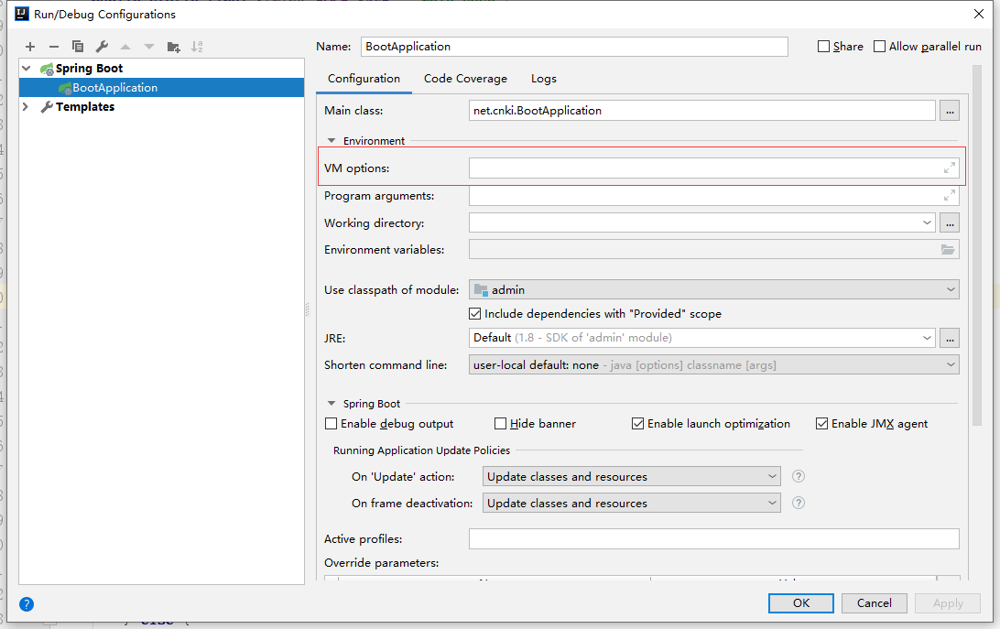 Run/Debug Configurations
Name: BootApplication Share Allow parallel run
Spring Boot
BootApplication
Templates
Configuration Code Coverage Logs
Main class: net.cnki.BootApplication ...
Environment
VM options:
Program arguments:
Working directory: ...
Environment variables:
Use classpath of module: admin
Include dependencies with "Provided" scope
JRE: Default (1.8 - SDK of 'admin' module) ...
Shorten command line: user-local default: none - java [options] classname [args]
Spring Boot
Enable debug output Hide banner Enable launch optimization Enable JMX agent
Running Application Update Policies
On 'Update' action: Update classes and resources ?
On frame deactivation: Update classes and resources ?
Active profiles:
Override parameters:
? OK Cancel Apply
} else {